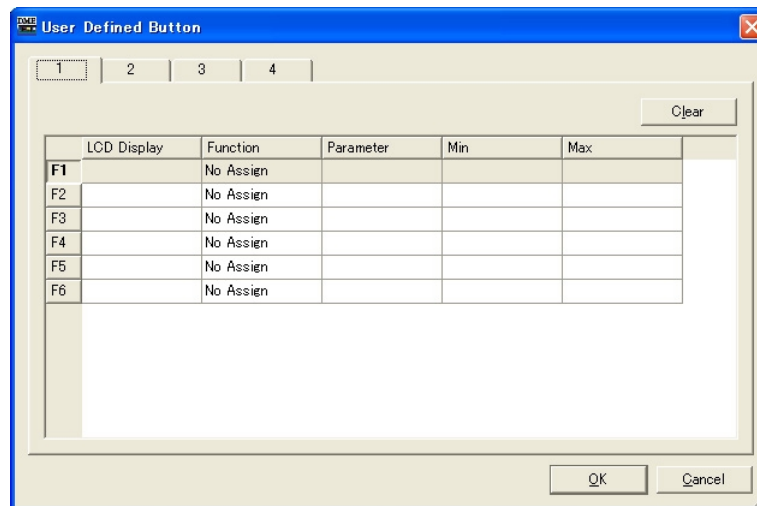 DME User Defined Button
1 2 3 4
Clear
LCD Display Function Parameter Min Max
F1 No Assign
F2 No Assign
F3 No Assign
F4 No Assign
F5 No Assign
F6 No Assign
OK Cancel